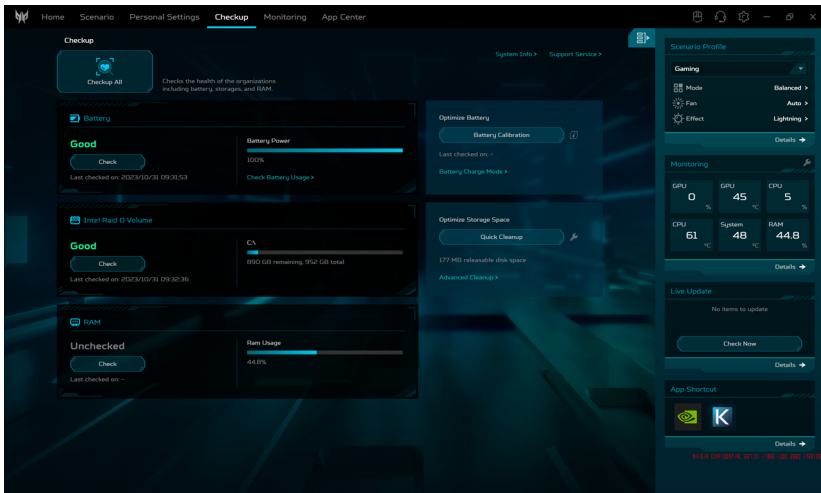 Home Scenario Personal Settings Checkup Monitoring App Center
Checkup
System Info > Support Service >
Checkup All
Checks the health of the organizations
including battery, storages, and RAM.
Battery
Good
Check
Last checked on: 2023/10/31 09:31:53
Battery Power
100%
Check Battery Usage >
Optimize Battery
Battery Calibration
Last checked on: -
Battery Charge Mode >
Intel Raid 0 Volume
Good
Check
Last checked on: 2023/10/31 09:32:36
C:\
890 GB remaining, 952 GB total
Optimize Storage Space
Quick Cleanup
177 MB releasable disk space
Advanced Cleanup >
RAM
Unchecked
Check
Last checked on: -
Ram Usage
44.8%
Scenario Profile
Gaming
Mode Balanced >
Fan Auto >
Effect Lightning >
Details →
Monitoring
GPU 0 %
GPU 45 °C
CPU 5 %
CPU 61 °C
System 48 °C
RAM 44.8 %
Details →
Live Update
No items to update
Check Now
Details →
App Shortcut
K
Details →